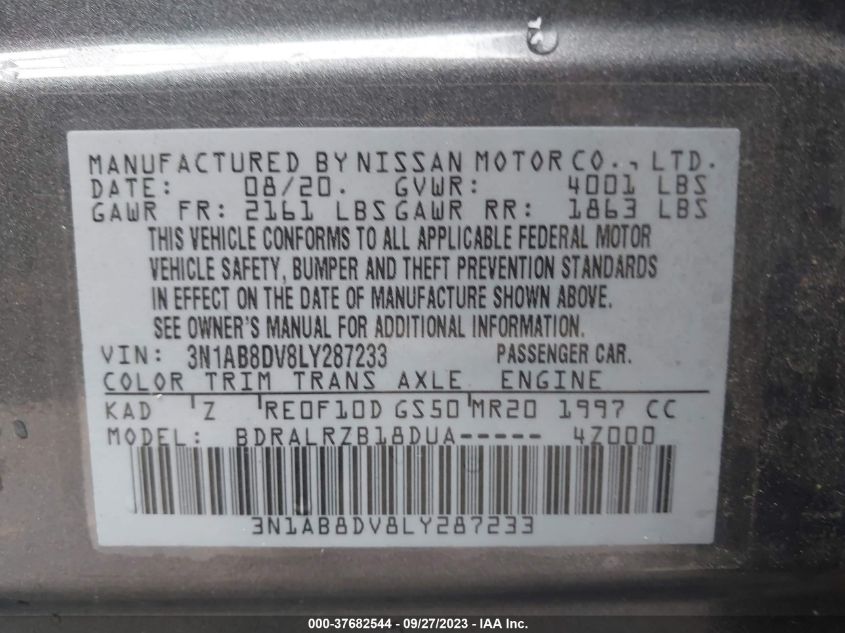 MANUFACTURED BY NISSAN MOTOR CO., LTD.
DATE: 08/20. GVWR: 4001 LBS
GAWR FR: 2161 LBS GAWR RR: 1863 LBS
THIS VEHICLE CONFORMS TO ALL APPLICABLE FEDERAL MOTOR
VEHICLE SAFETY, BUMPER AND THEFT PREVENTION STANDARDS
IN EFFECT ON THE DATE OF MANUFACTURE SHOWN ABOVE.
SEE OWNER'S MANUAL FOR ADDITIONAL INFORMATION.
VIN: 3N1AB8DV8LY287233 PASSENGER CAR.
COLOR TRIM TRANS AXLE ENGINE
KAD Z RE0F10D GS50 MR20 1997 CC
MODEL: BDRALRZB18DUA----- 4Z000
3N1AB8DV8LY287233
000-37682544 - 09/27/2023 - IAA Inc.